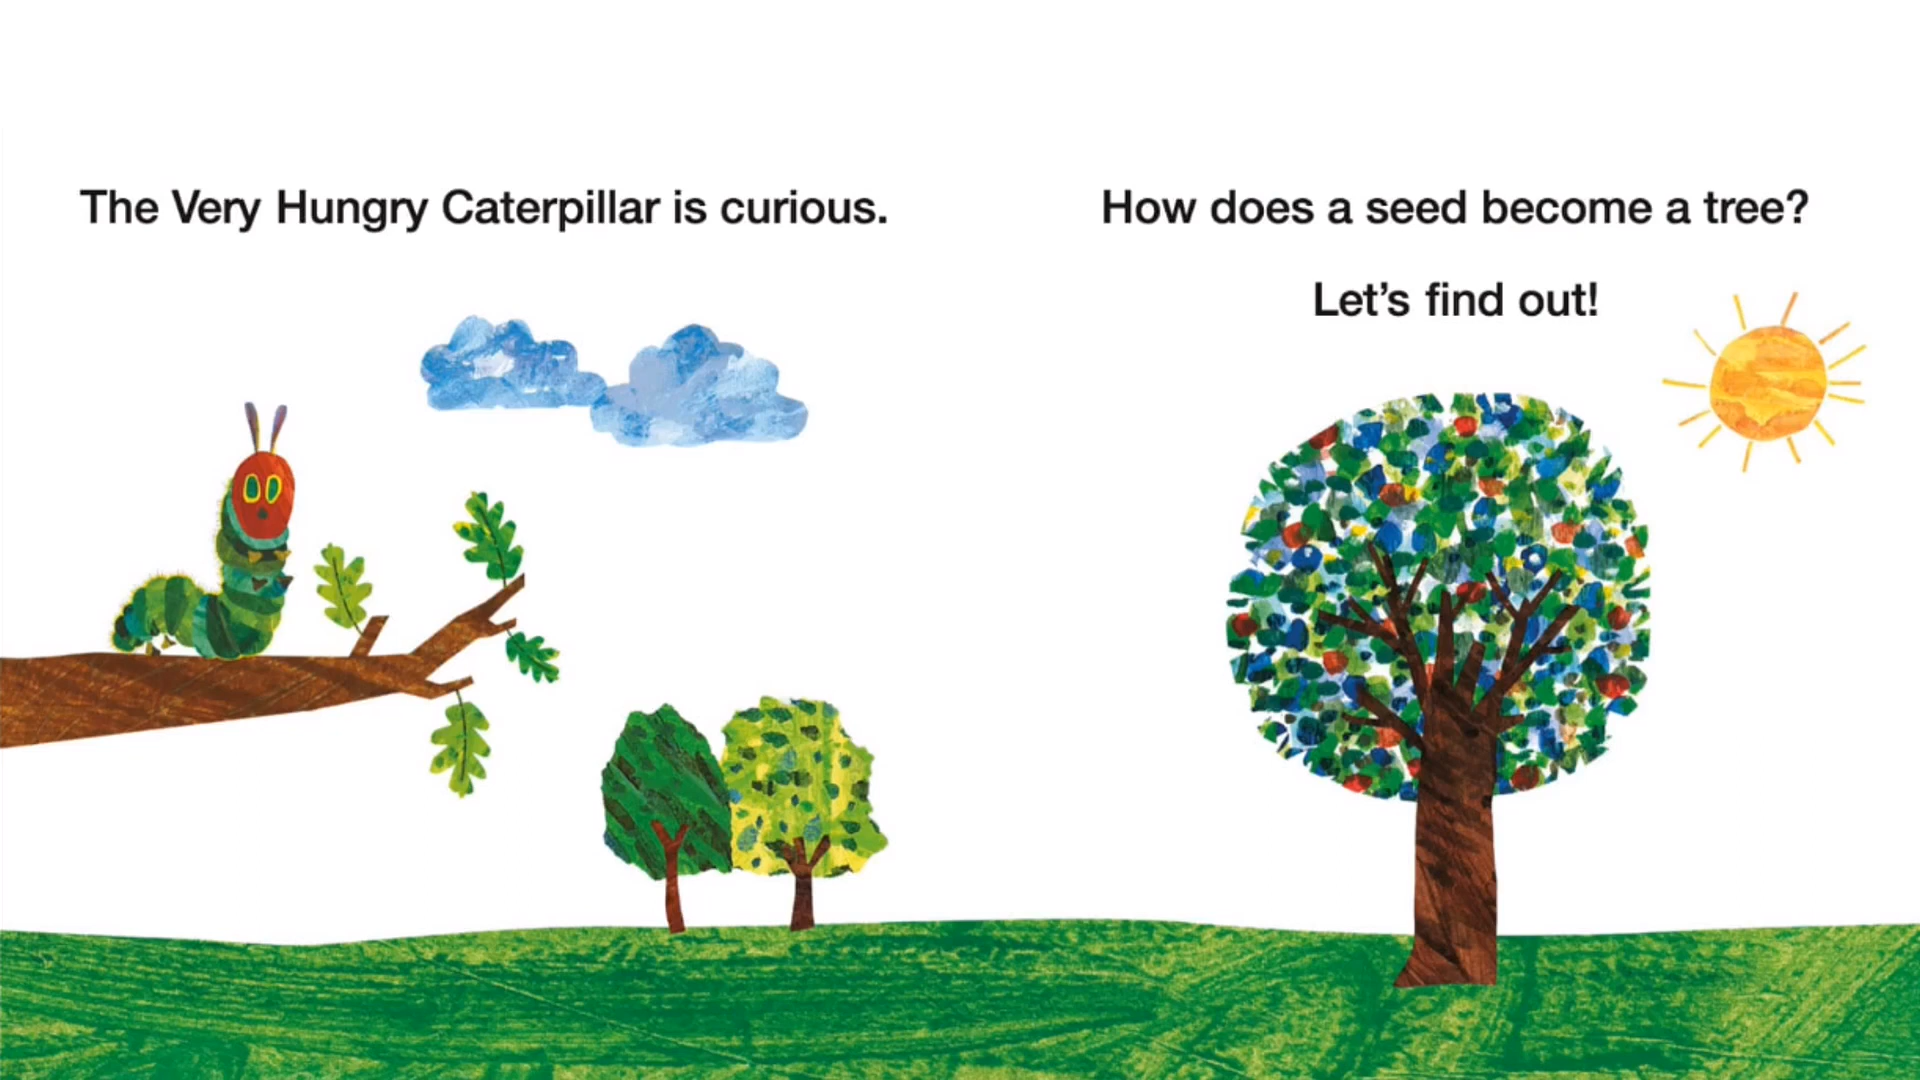 The Very Hungry Caterpillar is curious.
How does a seed become a tree?
Let’s find out!